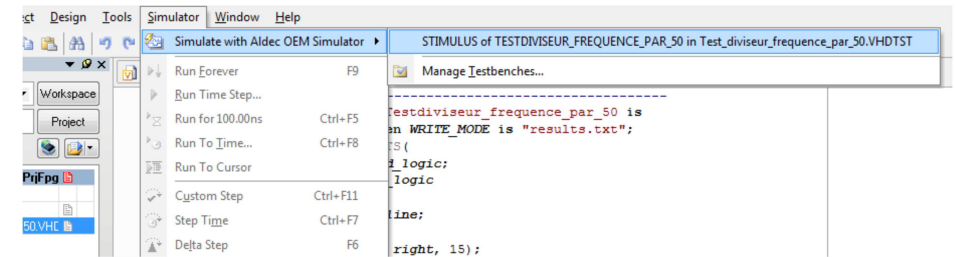 Design Tools Simulator Window Help
Simulate with Aldec OEM Simulator
STIMULUS of TESTDIVISEUR_FREQUENCE_PAR_50 in Test_diviseur_frequence_par_50.VHDTST
Run Forever F9
Manage Testbenches...
Workspace
Run Time Step...
Project
Run for 100.00ns Ctrl+F5
Testdiviseur_frequence_par_50 is
en WRITE_MODE is "results.txt";
Run To Time... Ctrl+F8
TS(
d_logic;
Run To Cursor
_logic
PrjFpg
Custom Step Ctrl+F11
line;
50.VHD
Step Time Ctrl+F7
Delta Step F6
right, 15);